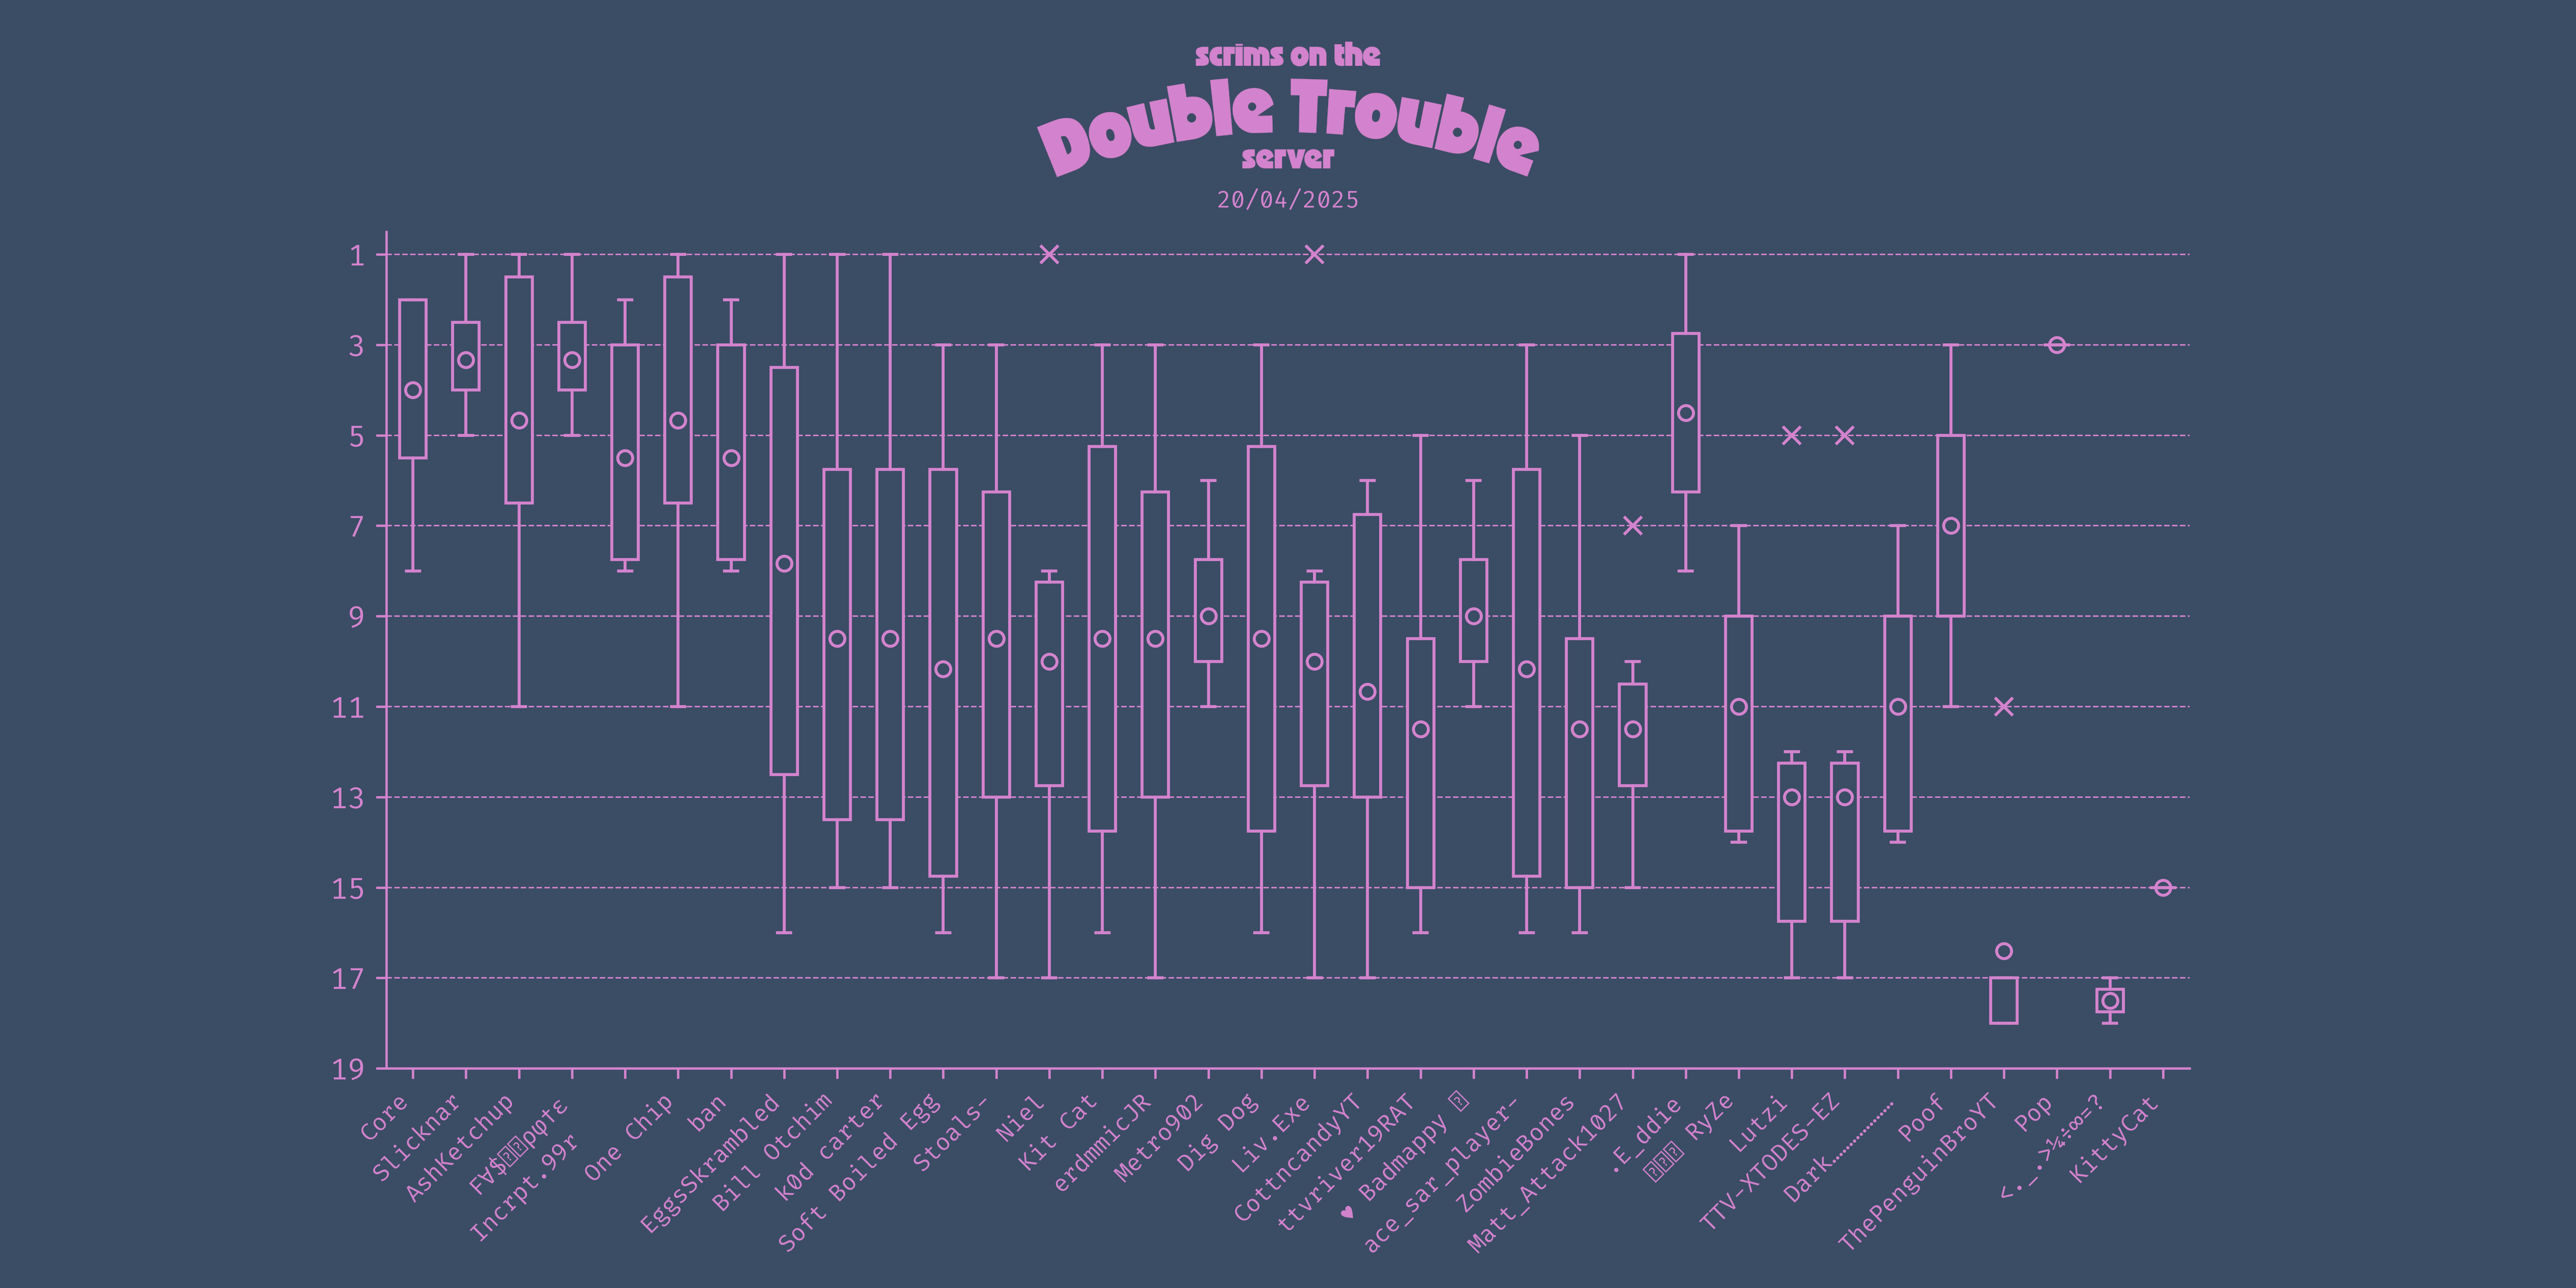 scrims on the
Double Trouble
server
20/04/2025
1
3
5
7
9
11
13
15
17
19
Core
Slicknar
AshKetchup
Incrpt.99r
One Chip
ban
EggsSkrambled
Bill Otchim
k0d carter
Soft Boiled Egg
Stoals-
Niel
Kit Cat
erdmmicJR
Metro902
Dig Dog
Liv.Exe
CottncandyYT
ttvriver19RAT
♥ Badmappy
ace_sar_player-
ZombieBones
Matt_Attack1027
.E_ddie
RyZe
Lutzi
TTV-XTODES-EZ
Dark……………
Poof
ThePenguinBroYT
Pop
<._.>¼÷∞=?
KittyCat